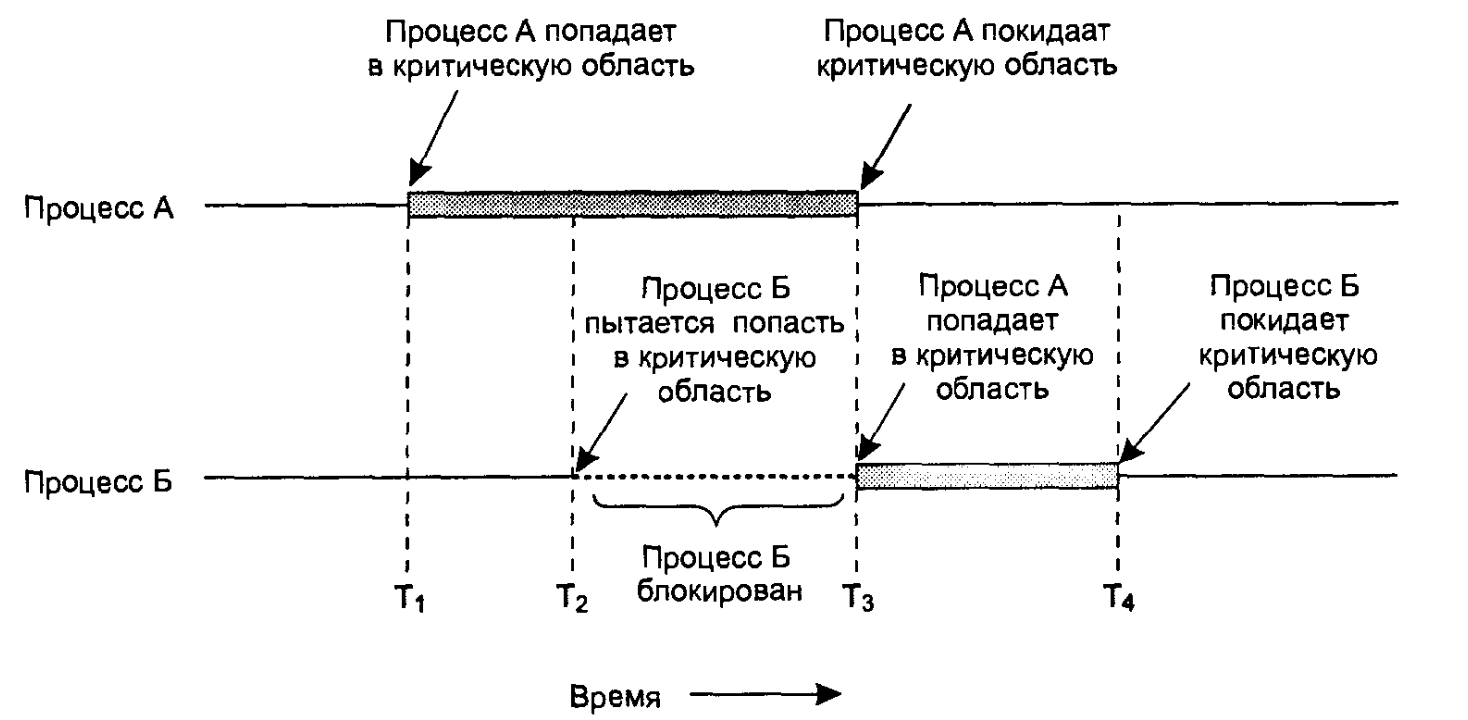 Процесс А попадает
в критическую область
Процесс А покидаат
критическую область
Процесс А
Процесс Б
пытается попасть
в критическую
область
Процесс А
попадает
в критическую
область
Процесс Б
покидает
критическую
область
Процесс Б
Процесс Б
блокирован
T1
T2
T3
T4
Время